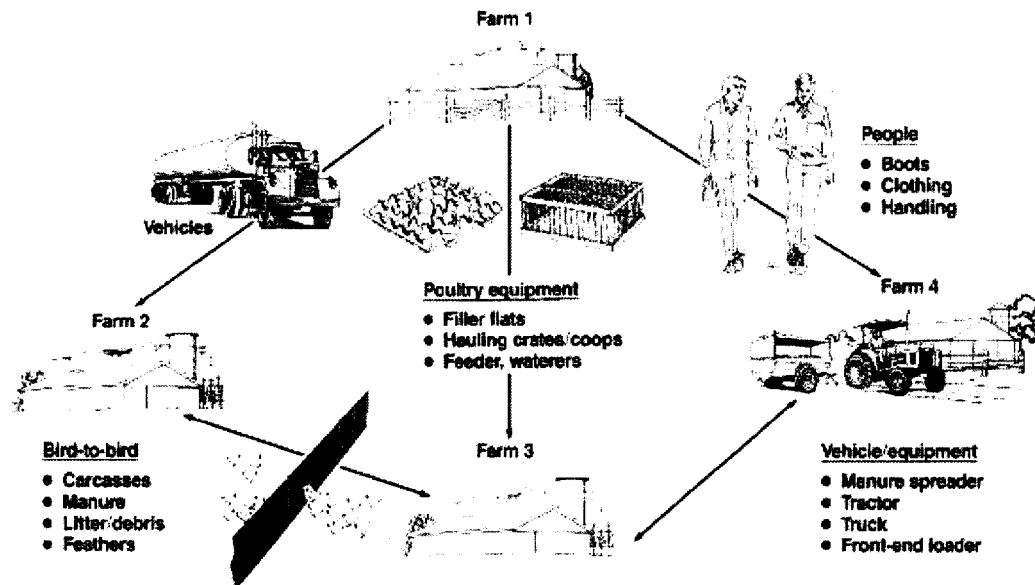 Farm 1
People
● Boots
● Clothing
● Handling
Vehicles
Poultry equipment
● Filler flats
● Hauling crates/coops
● Feeder, waterers
Farm 4
Farm 2
Bird-to-bird
● Carcasses
● Manure
● Litter/debris
● Feathers
Farm 3
Vehicle/equipment
● Manure spreader
● Tractor
● Truck
● Front-end loader